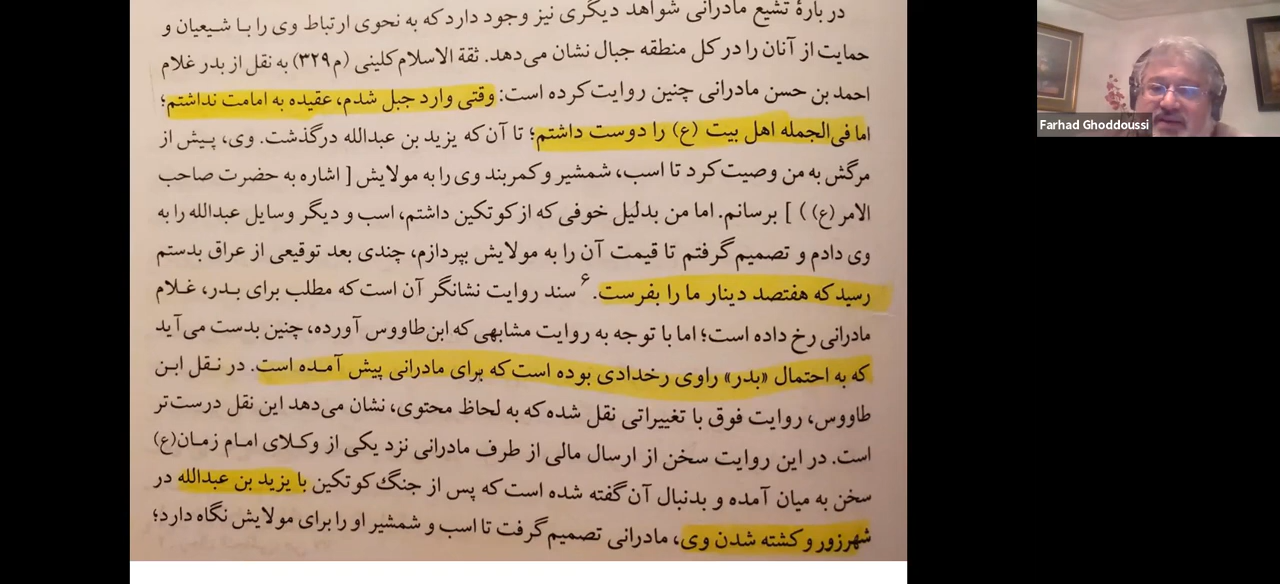 دربارهٔ تشیع مادرانی شواهد دیگری نیز وجود دارد که به نحوی ارتباط وی را با شیعیان و
حمایت از آنان را در کل منطقه جبال نشان می‌دهد. ثقة الاسلام کلینی (م۳۲۹) به نقل از بدر غلام
احمد بن حسن مادرانی چنین روایت کرده است: وقتی وارد جبل شدم، عقیده به امامت نداشتم؛
اما فی‌الجمله اهل بیت (ع) را دوست داشتم؛ تا آن‌که یزید بن عبدالله درگذشت. وی، پیش از
مرگش به من وصیت کرد تا اسب، شمشیر و کمربند وی را به مولایش [ اشاره به حضرت صاحب
الامر (ع) ) ] برسانم. اما من بدلیل خوفی که از کوتکین داشتم، اسب و دیگر وسایل عبدالله را به
وی دادم و تصمیم گرفتم تا قیمت آن را به مولایش بپردازم، چندی بعد توقیعی از عراق بدستم
رسید که هفتصد دینار ما را بفرست.۶ سند روایت نشانگر آن است که مطلب برای بدر، غلام
مادرانی رخ داده است؛ اما با توجه به روایت مشابهی که ابن‌طاووس آورده، چنین بدست می‌آید
که به احتمال «بدر» راوی رخدادی بوده است که برای مادرانی پیش آمده است. در نقل ابن
طاووس، روایت فوق با تغییراتی نقل شده که به لحاظ محتوی، نشان می‌دهد این نقل درست‌تر
است. در این روایت سخن از ارسال مالی از طرف مادرانی نزد یکی از وکلای امام زمان(ع)
سخن به میان آمده و بدنبال آن گفته شده است که پس از جنگ کوتکین با یزید بن عبدالله در
شهرزور و کشته شدن وی، مادرانی تصمیم گرفت تا اسب و شمشیر او را برای مولایش نگاه دارد؛
Farhad Ghoddoussi